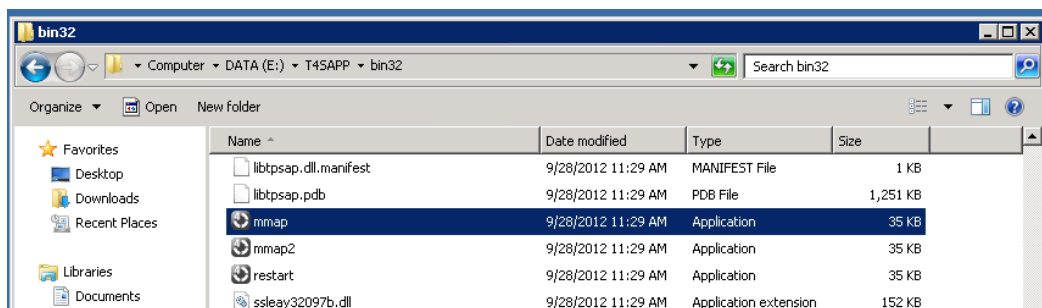 bin32
Computer DATA (E:) T4SAPP bin32 Search bin32
Organize Open New folder
Name Date modified Type Size
Favorites
Desktop
Downloads
Recent Places
Libraries
Documents
libtpsap.dll.manifest 9/28/2012 11:29 AM MANIFEST File 1 KB
libtpsap.pdb 9/28/2012 11:29 AM PDB File 1,251 KB
mmap 9/28/2012 11:29 AM Application 35 KB
mmap2 9/28/2012 11:29 AM Application 35 KB
restart 9/28/2012 11:29 AM Application 35 KB
ssleay32097b.dll 9/28/2012 11:29 AM Application extension 152 KB